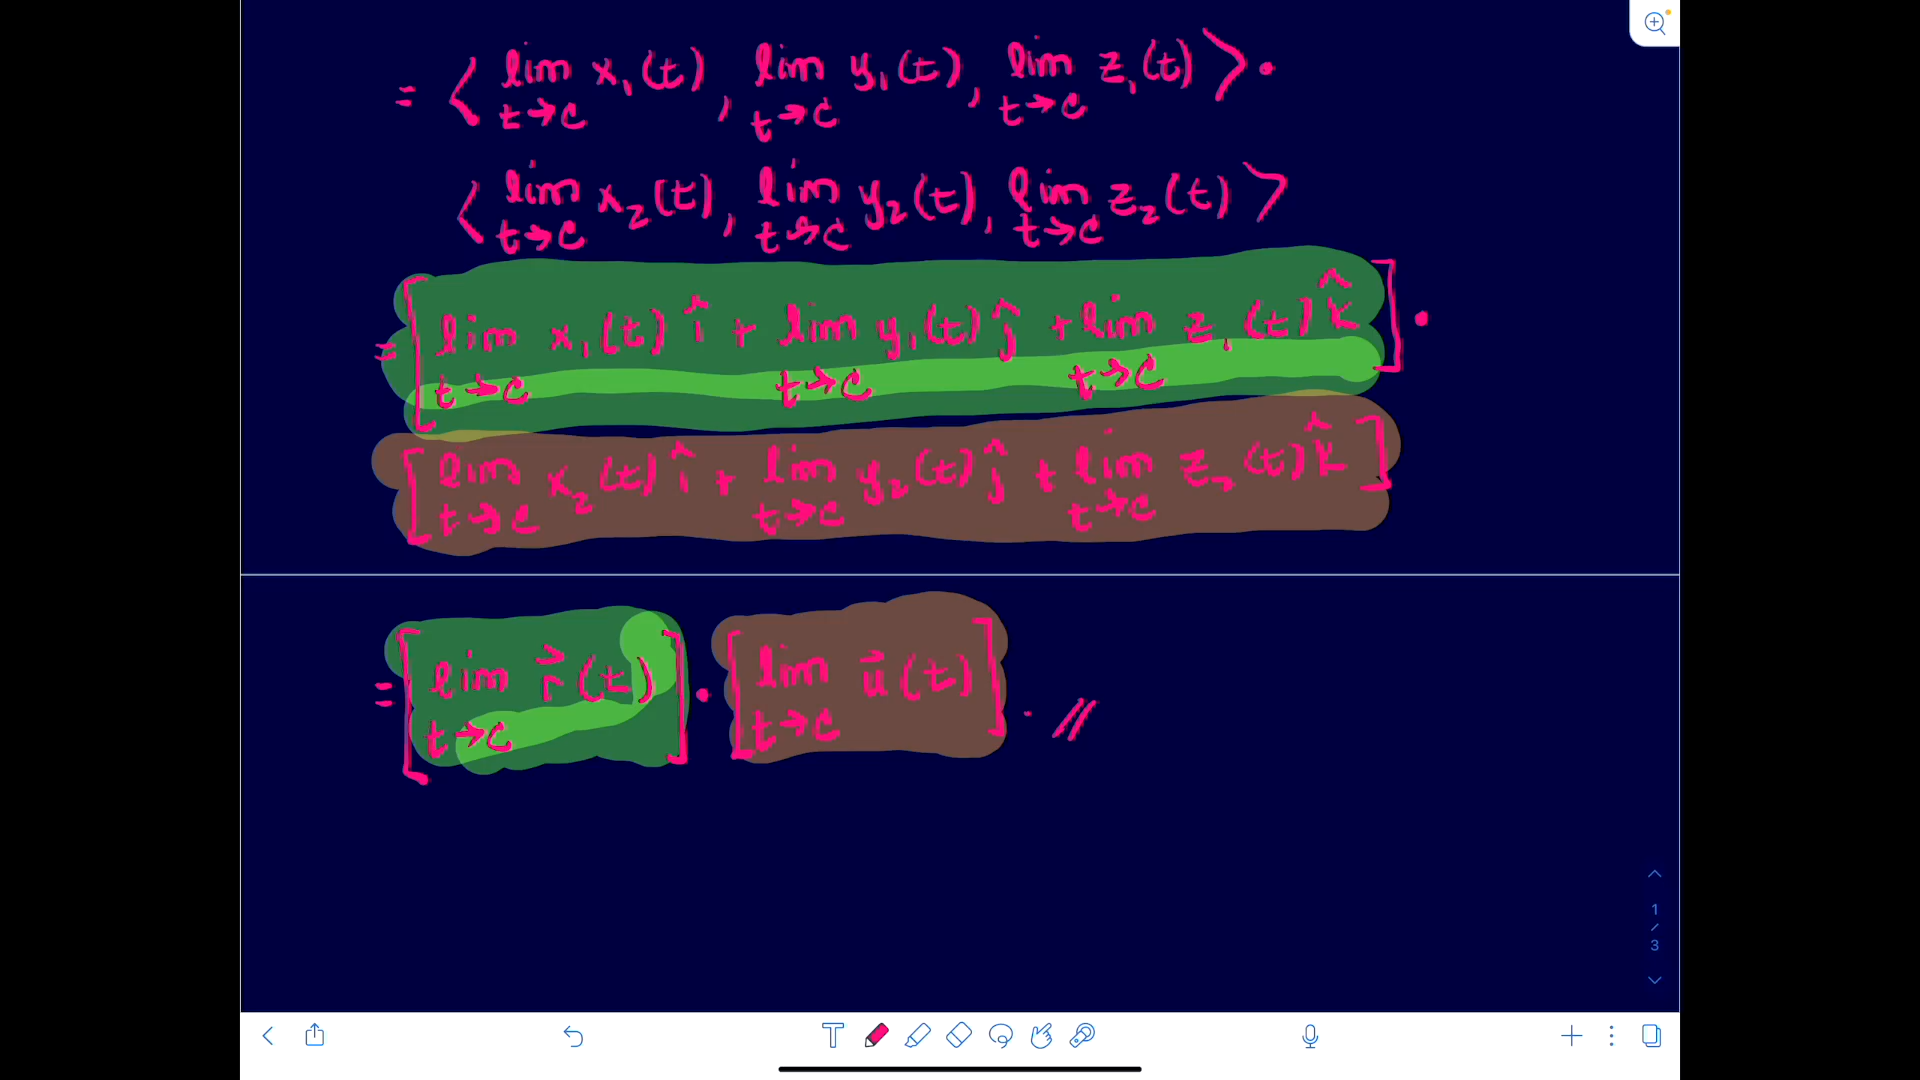 = ⟨ lim t→c x₁(t), lim t→c y₁(t), lim t→c z₁(t) ⟩ •
⟨ lim t→c x₂(t), lim t→c y₂(t), lim t→c z₂(t) ⟩
= [ lim t→c x₁(t) î + lim t→c y₁(t) ĵ + lim t→c z₁(t) k̂ ] •
[ lim t→c x₂(t) î + lim t→c y₂(t) ĵ + lim t→c z₂(t) k̂ ]
= [ lim t→c r⃗(t) ] • [ lim t→c u⃗(t) ] . //
1
/
3
T